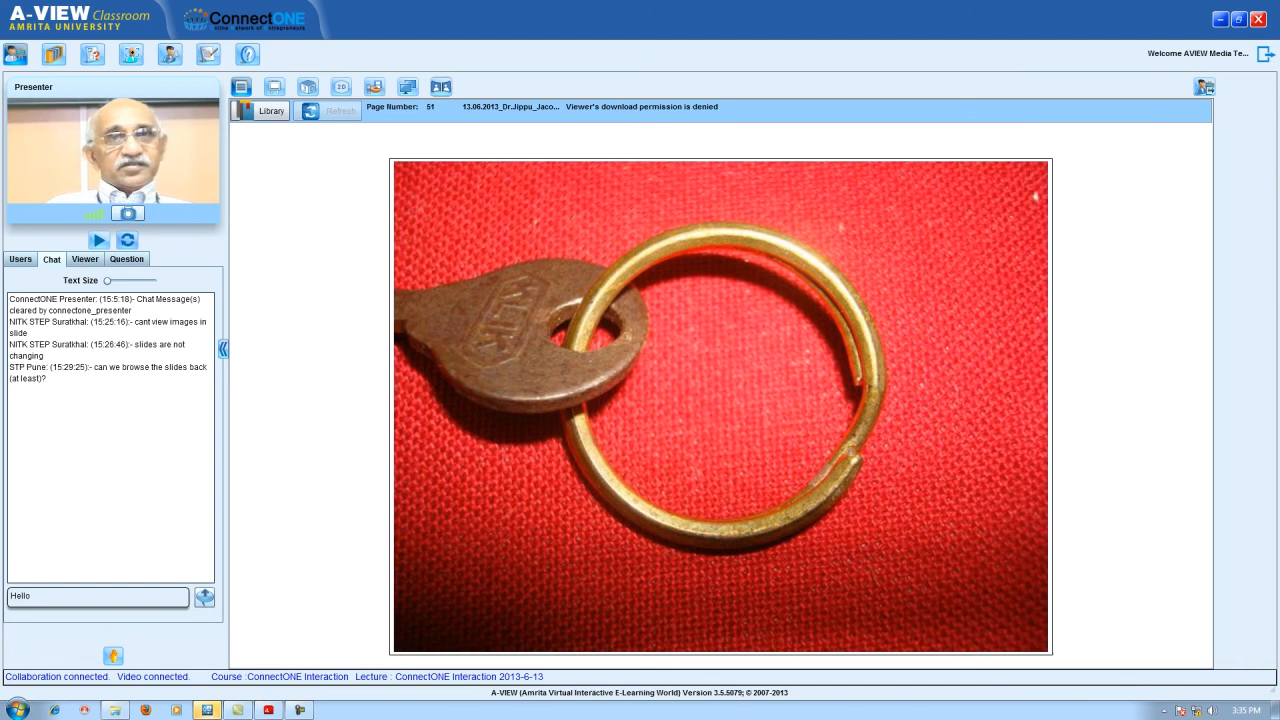 A-VIEW Classroom
AMRITA UNIVERSITY
ConnectONE
Welcome AVIEW Media Te...
Presenter
Library
Refresh
Page Number: 51
13.06.2013_Dr.Jippu_Jaco...
Viewer's download permission is denied
Users
Chat
Viewer
Question
Text Size
ConnectONE Presenter: (15:5:18)- Chat Message(s)
cleared by connectone_presenter
NITK STEP Suratkhal: (15:25:16):- cant view images in
slide
NITK STEP Suratkhal: (15:26:46):- slides are not
changing
STP Pune: (15:29:25):- can we browse the slides back
(at least)?
Hello
Collaboration connected. Video connected. Course :ConnectONE Interaction Lecture : ConnectONE Interaction 2013-6-13
A-VIEW (Amrita Virtual Interactive E-Learning World) Version 3.5.5079; © 2007-2013
3:35 PM